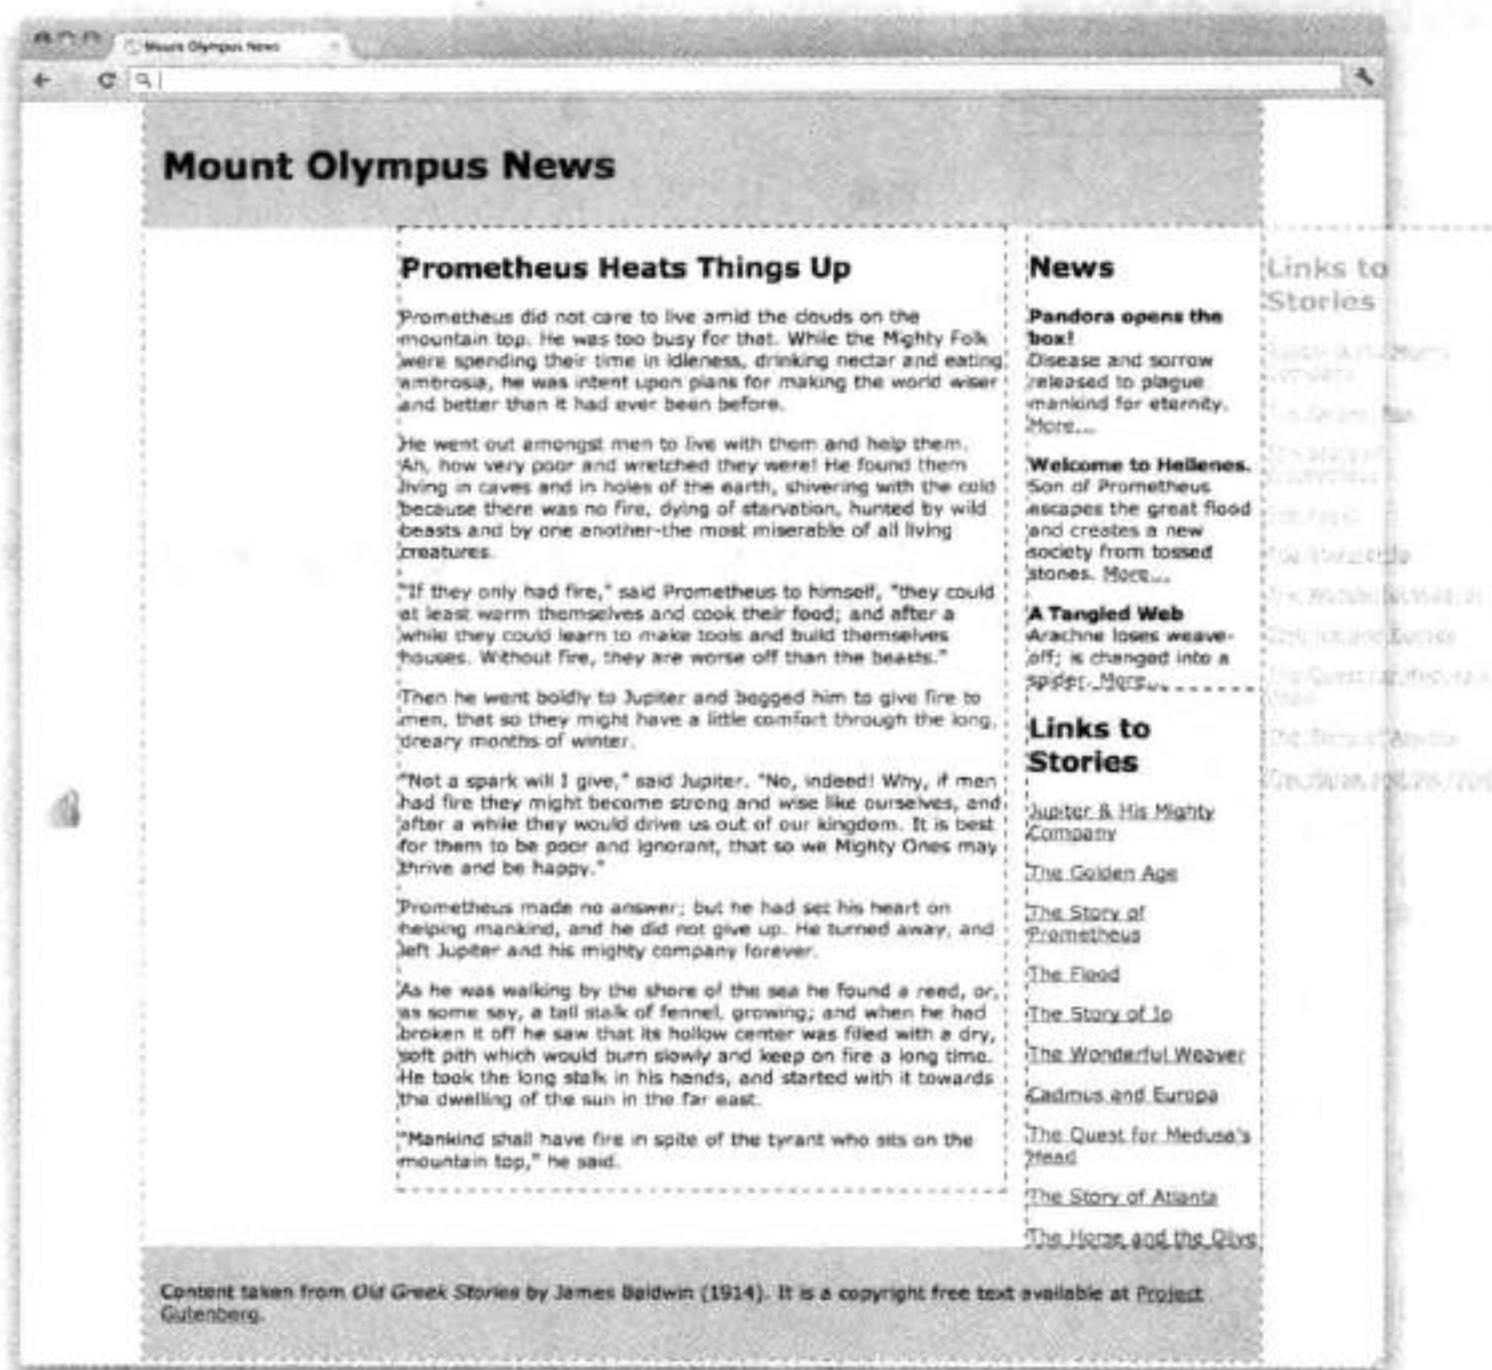 Mount Olympus News
Mount Olympus News
Prometheus Heats Things Up
Prometheus did not care to live amid the clouds on the
mountain top. He was too busy for that. While the Mighty Folk
were spending their time in idleness, drinking nectar and eating
ambrosia, he was intent upon plans for making the world wiser
and better than it had ever been before.
He went out amongst men to live with them and help them.
Ah, how very poor and wretched they were! He found them
living in caves and in holes of the earth, shivering with the cold
because there was no fire, dying of starvation, hunted by wild
beasts and by one another-the most miserable of all living
creatures.
"If they only had fire," said Prometheus to himself, "they could
at least warm themselves and cook their food; and after a
while they could learn to make tools and build themselves
houses. Without fire, they are worse off than the beasts."
Then he went boldly to Jupiter and begged him to give fire to
men, that so they might have a little comfort through the long,
dreary months of winter.
"Not a spark will I give," said Jupiter. "No, indeed! Why, if men
had fire they might become strong and wise like ourselves, and
after a while they would drive us out of our kingdom. It is best
for them to be poor and ignorant, that so we Mighty Ones may
thrive and be happy."
Prometheus made no answer; but he had set his heart on
helping mankind, and he did not give up. He turned away, and
left Jupiter and his mighty company forever.
As he was walking by the shore of the sea he found a reed, or,
as some say, a tall stalk of fennel, growing; and when he had
broken it off he saw that its hollow center was filled with a dry,
soft pith which would burn slowly and keep on fire a long time.
He took the long stalk in his hands, and started with it towards
the dwelling of the sun in the far east.
"Mankind shall have fire in spite of the tyrant who sits on the
mountain top," he said.
News
Pandora opens the
box!
Disease and sorrow
released to plague
mankind for eternity.
More...
Welcome to Hellenes.
Son of Prometheus
escapes the great flood
and creates a new
society from tossed
stones. More...
A Tangled Web
Arachne loses weave-
off; is changed into a
spider. More...
Links to
Stories
Jupiter & His Mighty
Company
The Golden Age
The Story of
Prometheus
The Flood
The Story of Io
The Wonderful Weaver
Cadmus and Europa
The Quest for Medusa's
Head
The Story of Atlanta
The Horse and the Olive
Links to
Stories
Content taken from Old Greek Stories by James Baldwin (1914). It is a copyright free text available at Project
Gutenberg.